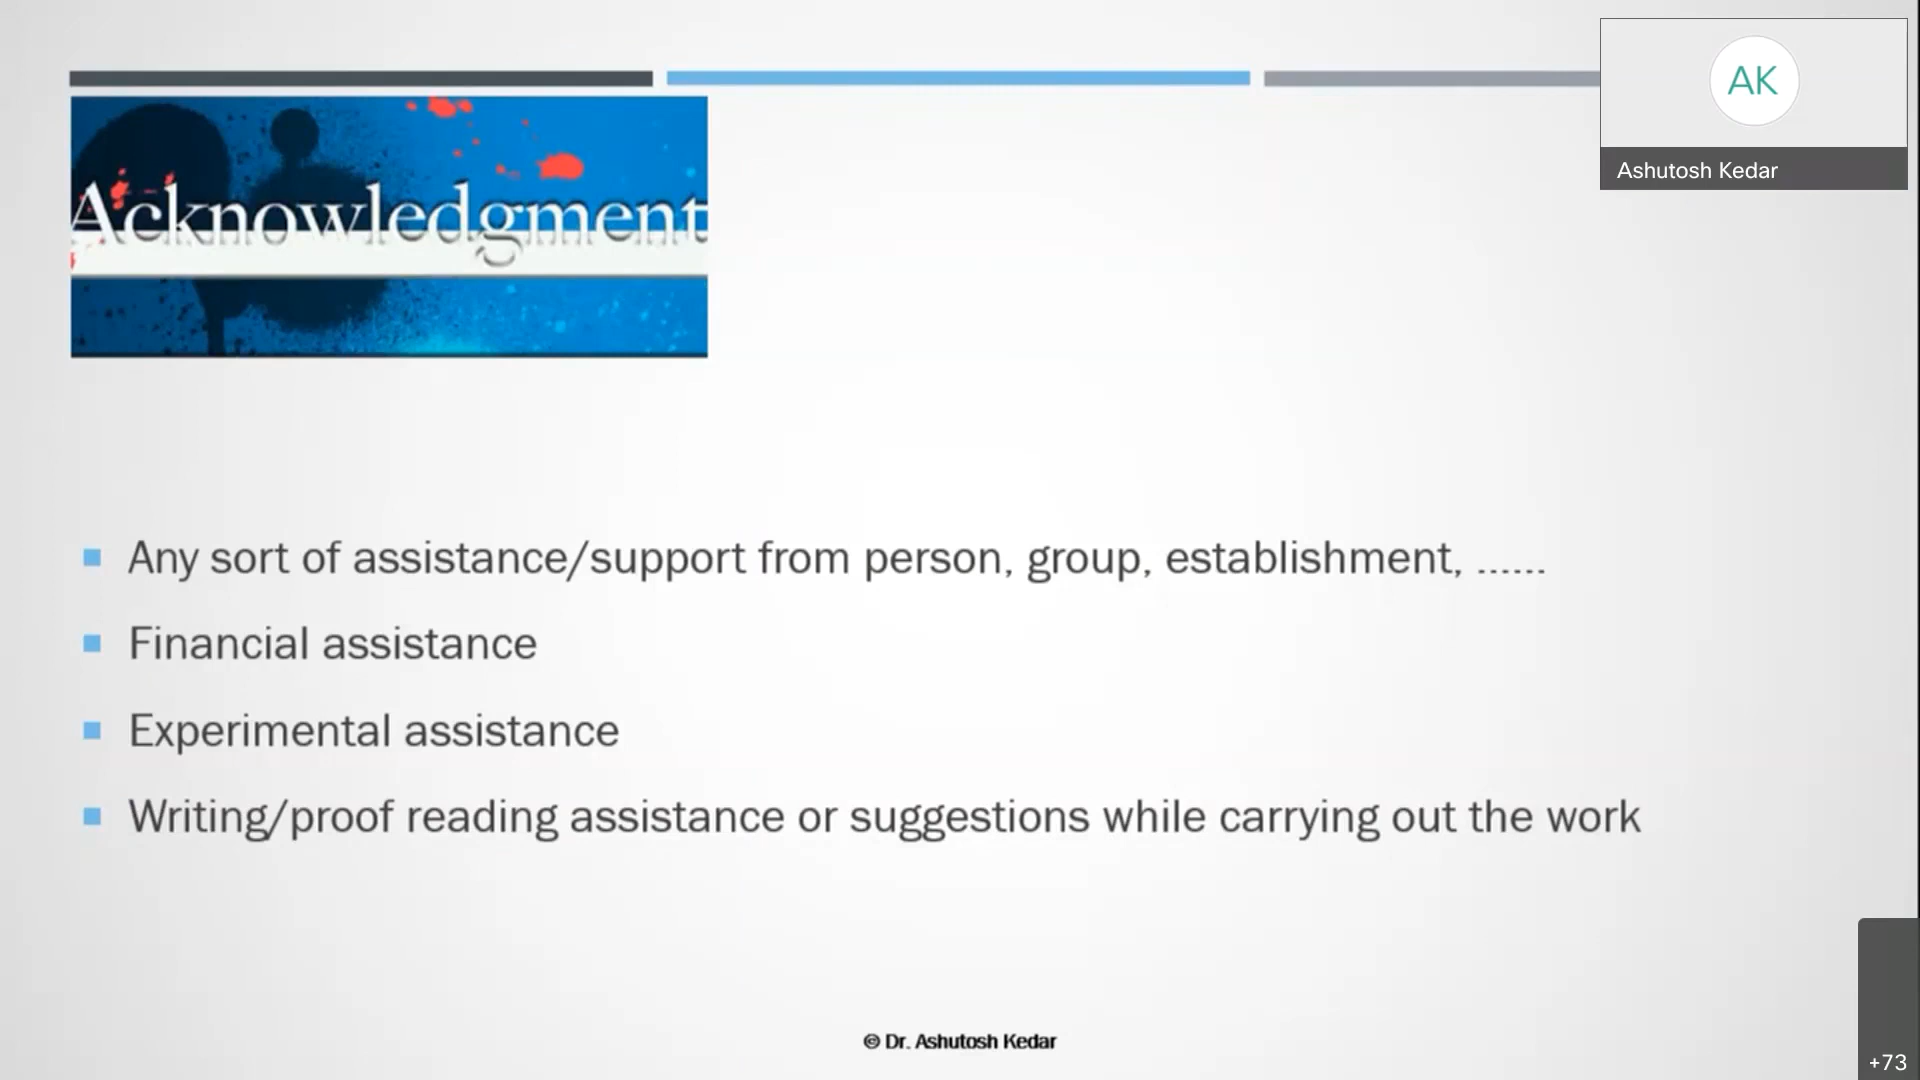 AK
Ashutosh Kedar
Acknowledgment
Any sort of assistance/support from person, group, establishment, ......
Financial assistance
Experimental assistance
Writing/proof reading assistance or suggestions while carrying out the work
© Dr. Ashutosh Kedar
+73